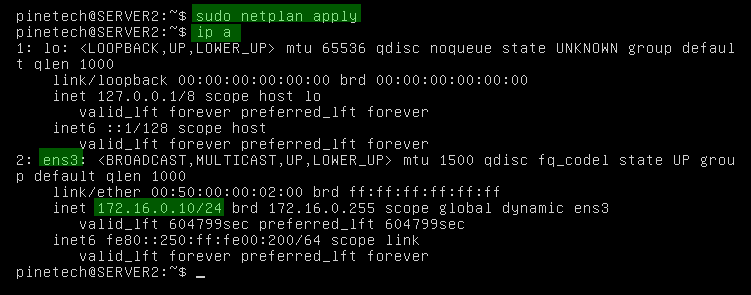 pinetech@SERVER2:~$ sudo netplan apply
pinetech@SERVER2:~$ ip a
1: lo: <LOOPBACK,UP,LOWER_UP> mtu 65536 qdisc noqueue state UNKNOWN group defaul
t qlen 1000
    link/loopback 00:00:00:00:00:00 brd 00:00:00:00:00:00
    inet 127.0.0.1/8 scope host lo
       valid_lft forever preferred_lft forever
    inet6 ::1/128 scope host
       valid_lft forever preferred_lft forever
2: ens3: <BROADCAST,MULTICAST,UP,LOWER_UP> mtu 1500 qdisc fq_codel state UP grou
p default qlen 1000
    link/ether 00:50:00:00:02:00 brd ff:ff:ff:ff:ff:ff
    inet 172.16.0.10/24 brd 172.16.0.255 scope global dynamic ens3
       valid_lft 604799sec preferred_lft 604799sec
    inet6 fe80::250:ff:fe00:200/64 scope link
       valid_lft forever preferred_lft forever
pinetech@SERVER2:~$ _